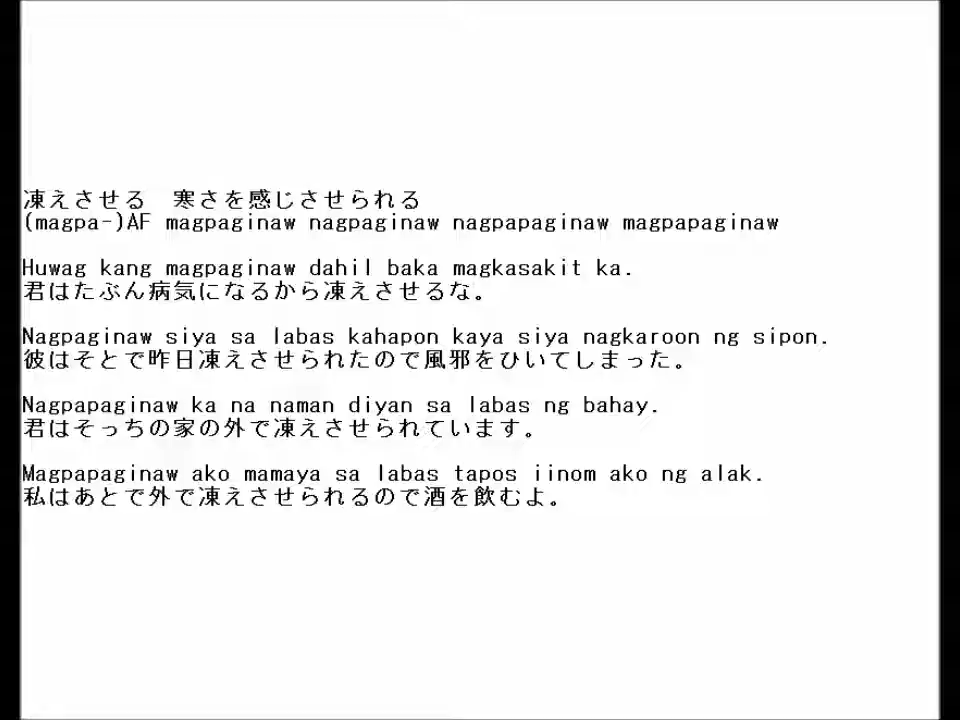 凍えさせる　寒さを感じさせられる
(magpa-)AF magpaginaw nagpaginaw nagpapaginaw magpapaginaw
Huwag kang magpaginaw dahil baka magkasakit ka.
君はたぶん病気になるから凍えさせるな。
Nagpaginaw siya sa labas kahapon kaya siya nagkaroon ng sipon.
彼はそとで昨日凍えさせられたので風邪をひいてしまった。
Nagpapaginaw ka na naman diyan sa labas ng bahay.
君はそっちの家の外で凍えさせられています。
Magpapaginaw ako mamaya sa labas tapos iinom ako ng alak.
私はあとで外で凍えさせられるので酒を飲むよ。